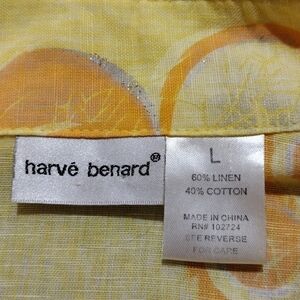 harvé benard®
L
60% LINEN
40% COTTON
MADE IN CHINA
RN# 102724
SEE REVERSE
FOR CARE